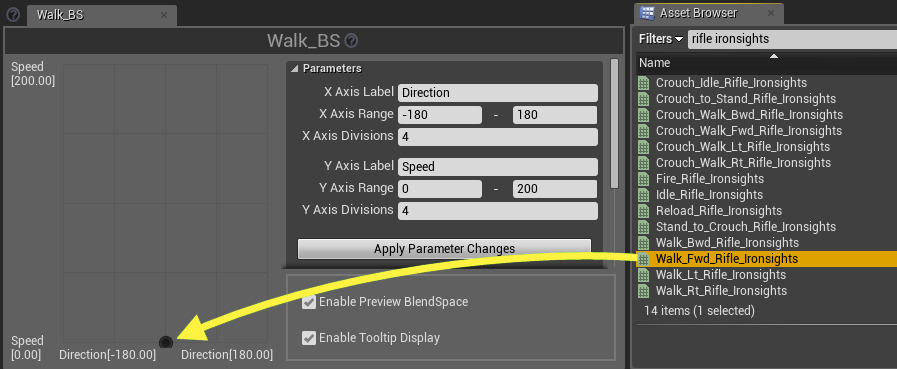 Walk_BS
Walk_BS
Speed
[200.00]
Speed
[0.00]
Direction[-180.00]
Direction[180.00]
Parameters
X Axis Label Direction
X Axis Range -180 - 180
X Axis Divisions 4
Y Axis Label Speed
Y Axis Range 0 - 200
Y Axis Divisions 4
Apply Parameter Changes
Enable Preview BlendSpace
Enable Tooltip Display
Asset Browser
Filters rifle ironsights
Name
Crouch_Idle_Rifle_Ironsights
Crouch_to_Stand_Rifle_Ironsights
Crouch_Walk_Bwd_Rifle_Ironsights
Crouch_Walk_Fwd_Rifle_Ironsights
Crouch_Walk_Lt_Rifle_Ironsights
Crouch_Walk_Rt_Rifle_Ironsights
Fire_Rifle_Ironsights
Idle_Rifle_Ironsights
Reload_Rifle_Ironsights
Stand_to_Crouch_Rifle_Ironsights
Walk_Bwd_Rifle_Ironsights
Walk_Fwd_Rifle_Ironsights
Walk_Lt_Rifle_Ironsights
Walk_Rt_Rifle_Ironsights
14 items (1 selected)